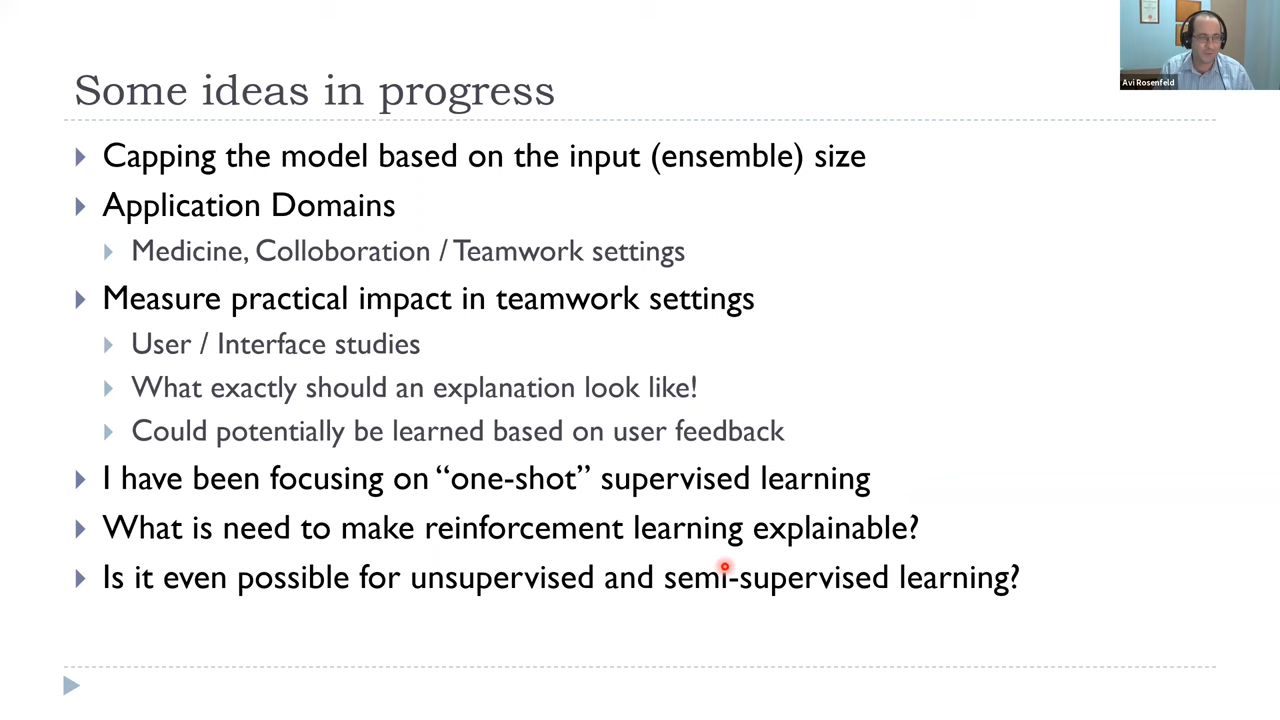 Avi Rosenfeld
Some ideas in progress
Capping the model based on the input (ensemble) size
Application Domains
Medicine, Colloboration / Teamwork settings
Measure practical impact in teamwork settings
User / Interface studies
What exactly should an explanation look like!
Could potentially be learned based on user feedback
I have been focusing on “one-shot” supervised learning
What is need to make reinforcement learning explainable?
Is it even possible for unsupervised and semi-supervised learning?